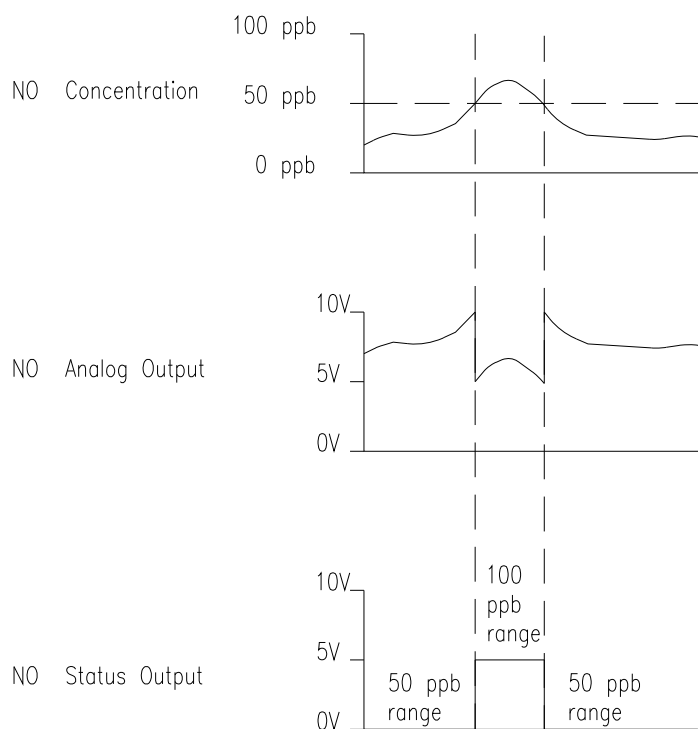 100 ppb
NO Concentration
50 ppb
0 ppb
10V
NO Analog Output
5V
0V
10V
100
ppb
range
5V
NO Status Output
50 ppb
range
50 ppb
range
0V